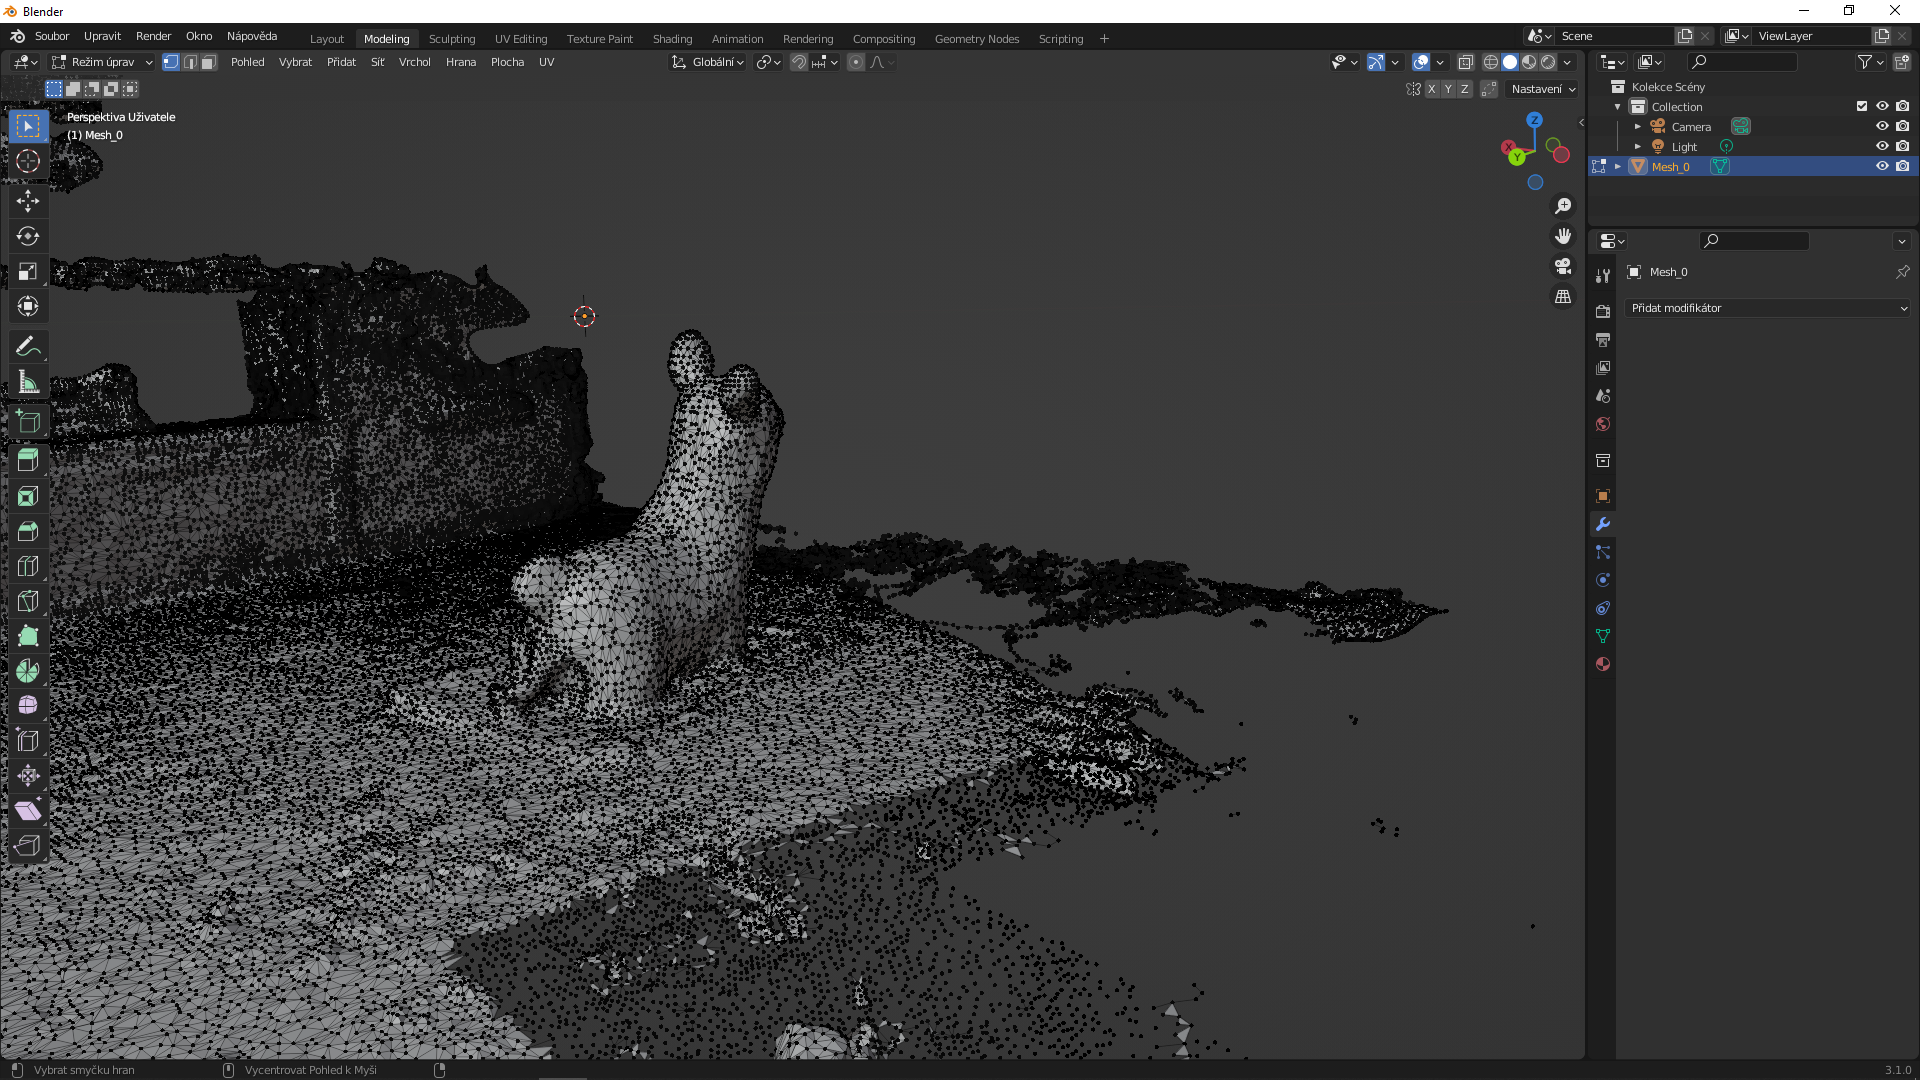 Blender
Soubor Upravit Render Okno Nápověda Layout Modeling Sculpting UV Editing Texture Paint Shading Animation Rendering Compositing Geometry Nodes Scripting + Scene ViewLayer
Režim úprav Pohled Vybrat Přidat Síť Vrchol Hrana Plocha UV Globální
X Y Z Nastavení
Kolekce Scény
Collection
Camera
Light
Mesh_0
Perspektiva Uživatele
(1) Mesh_0
Z
X
Y
Mesh_0
Přidat modifikátor
Vybrat smyčku hran Vycentrovat Pohled k Myši 3.1.0